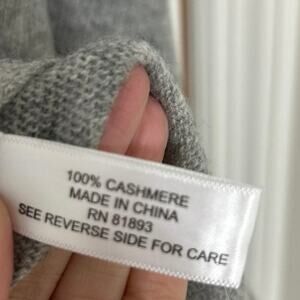 100% CASHMERE
MADE IN CHINA
RN 81893
SEE REVERSE SIDE FOR CARE